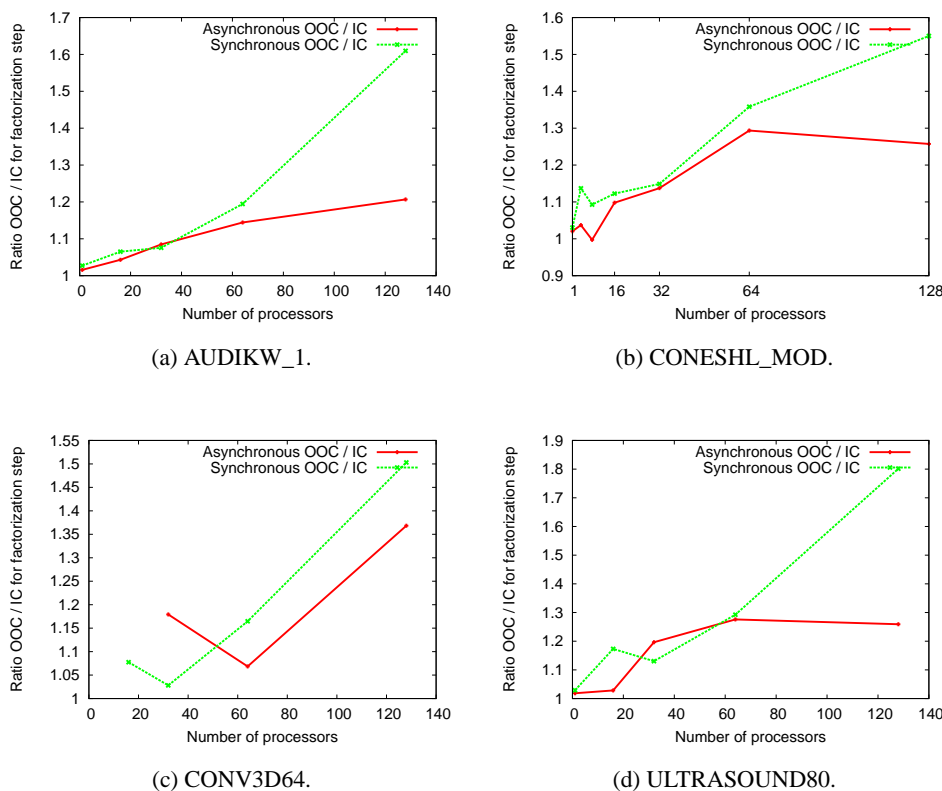 Ratio OOC / IC for factorization step
1.7
1.6
1.5
1.4
1.3
1.2
1.1
1
Asynchronous OOC / IC
Synchronous OOC / IC
0 20 40 60 80 100 120 140
Number of processors
(a) AUDIKW_1.
Ratio OOC / IC for factorization step
1.6
1.5
1.4
1.3
1.2
1.1
1
0.9
Asynchronous OOC / IC
Synchronous OOC / IC
1 16 32 64 128
Number of processors
(b) CONESHL_MOD.
Ratio OOC / IC for factorization step
1.55
1.5
1.45
1.4
1.35
1.3
1.25
1.2
1.15
1.1
1.05
1
Asynchronous OOC / IC
Synchronous OOC / IC
0 20 40 60 80 100 120 140
Number of processors
(c) CONV3D64.
Ratio OOC / IC for factorization step
1.9
1.8
1.7
1.6
1.5
1.4
1.3
1.2
1.1
1
Asynchronous OOC / IC
Synchronous OOC / IC
0 20 40 60 80 100 120 140
Number of processors
(d) ULTRASOUND80.